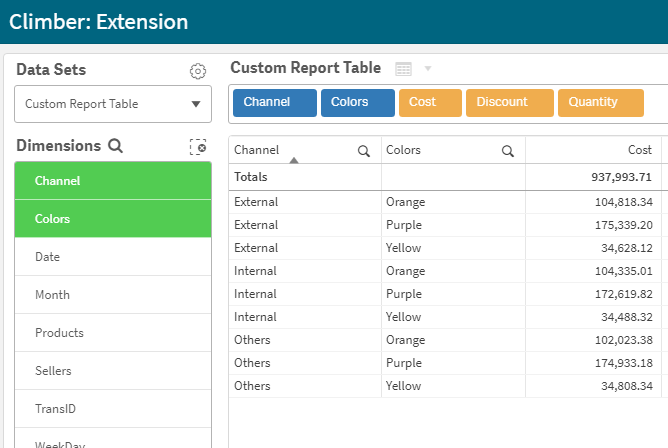 Climber: Extension
Data Sets
Custom Report Table
Dimensions
Channel
Colors
Date
Month
Products
Sellers
TransID
WeekDay
Custom Report Table
Channel Colors Cost Discount Quantity
Channel Colors Cost
Totals 937,993.71
External Orange 104,818.34
External Purple 175,339.20
External Yellow 34,628.12
Internal Orange 104,335.01
Internal Purple 172,619.82
Internal Yellow 34,488.32
Others Orange 102,023.38
Others Purple 174,933.18
Others Yellow 34,808.34